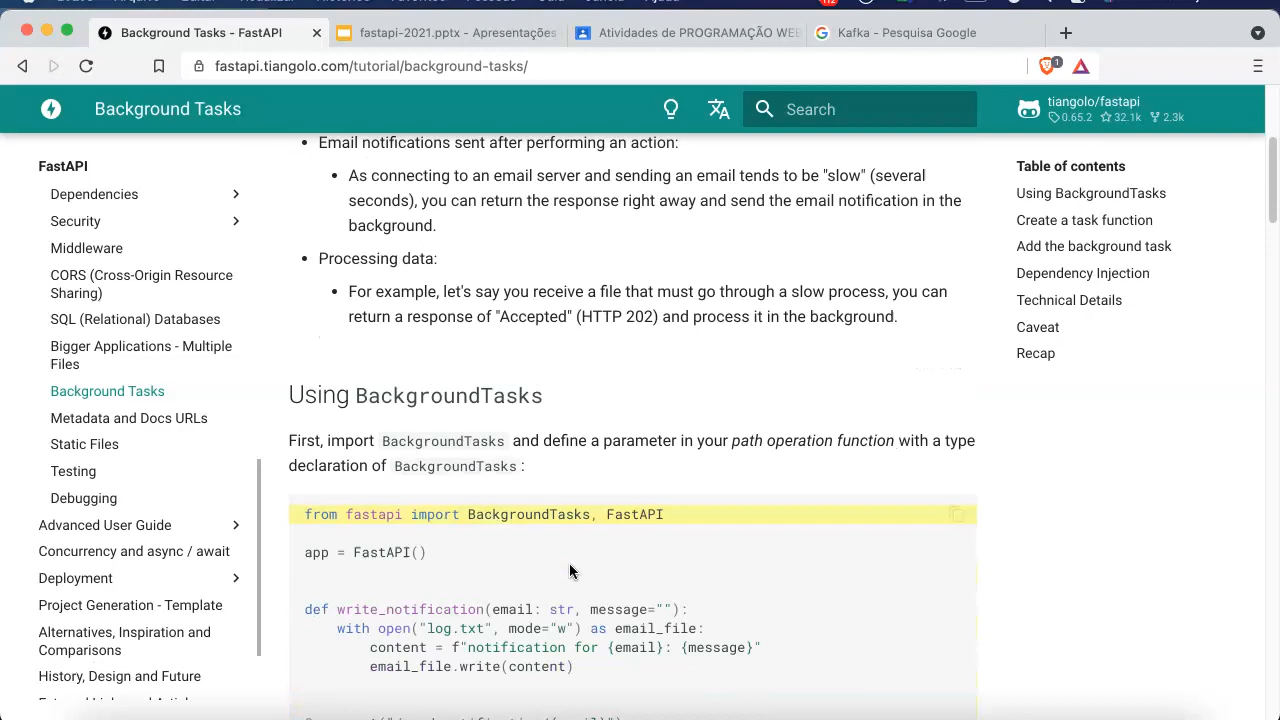 112
Background Tasks - FastAPI
fastapi-2021.pptx - Apresentações
Atividades de PROGRAMAÇÃO WEB
Kafka - Pesquisa Google
fastapi.tiangolo.com/tutorial/background-tasks/
1
Background Tasks
Search
tiangolo/fastapi
0.65.2 32.1k 2.3k
FastAPI
Dependencies
Security
Middleware
CORS (Cross-Origin Resource
Sharing)
SQL (Relational) Databases
Bigger Applications - Multiple
Files
Background Tasks
Metadata and Docs URLs
Static Files
Testing
Debugging
Advanced User Guide
Concurrency and async / await
Deployment
Project Generation - Template
Alternatives, Inspiration and
Comparisons
History, Design and Future
Email notifications sent after performing an action:
As connecting to an email server and sending an email tends to be "slow" (several
seconds), you can return the response right away and send the email notification in the
background.
Processing data:
For example, let's say you receive a file that must go through a slow process, you can
return a response of "Accepted" (HTTP 202) and process it in the background.
Using BackgroundTasks
First, import BackgroundTasks and define a parameter in your path operation function with a type
declaration of BackgroundTasks :
from fastapi import BackgroundTasks, FastAPI
app = FastAPI()
def write_notification(email: str, message=""):
with open("log.txt", mode="w") as email_file:
content = f"notification for {email}: {message}"
email_file.write(content)
Table of contents
Using BackgroundTasks
Create a task function
Add the background task
Dependency Injection
Technical Details
Caveat
Recap